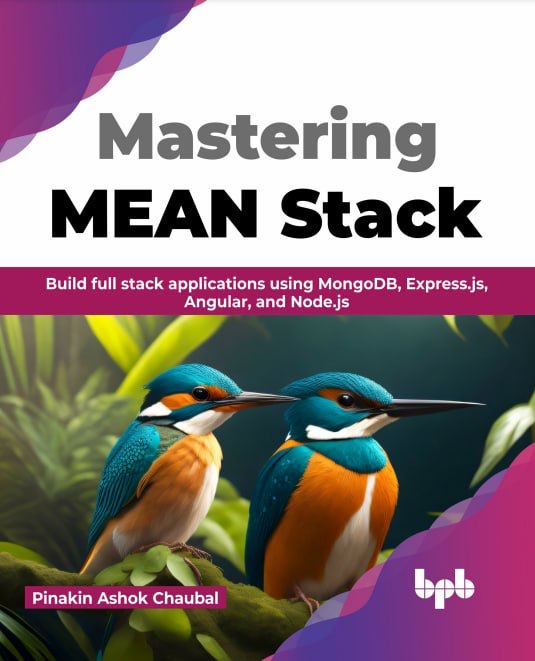 Mastering
MEAN Stack
Build full stack applications using MongoDB, Express.js,
Angular, and Node.js
Pinakin Ashok Chaubal
bpb